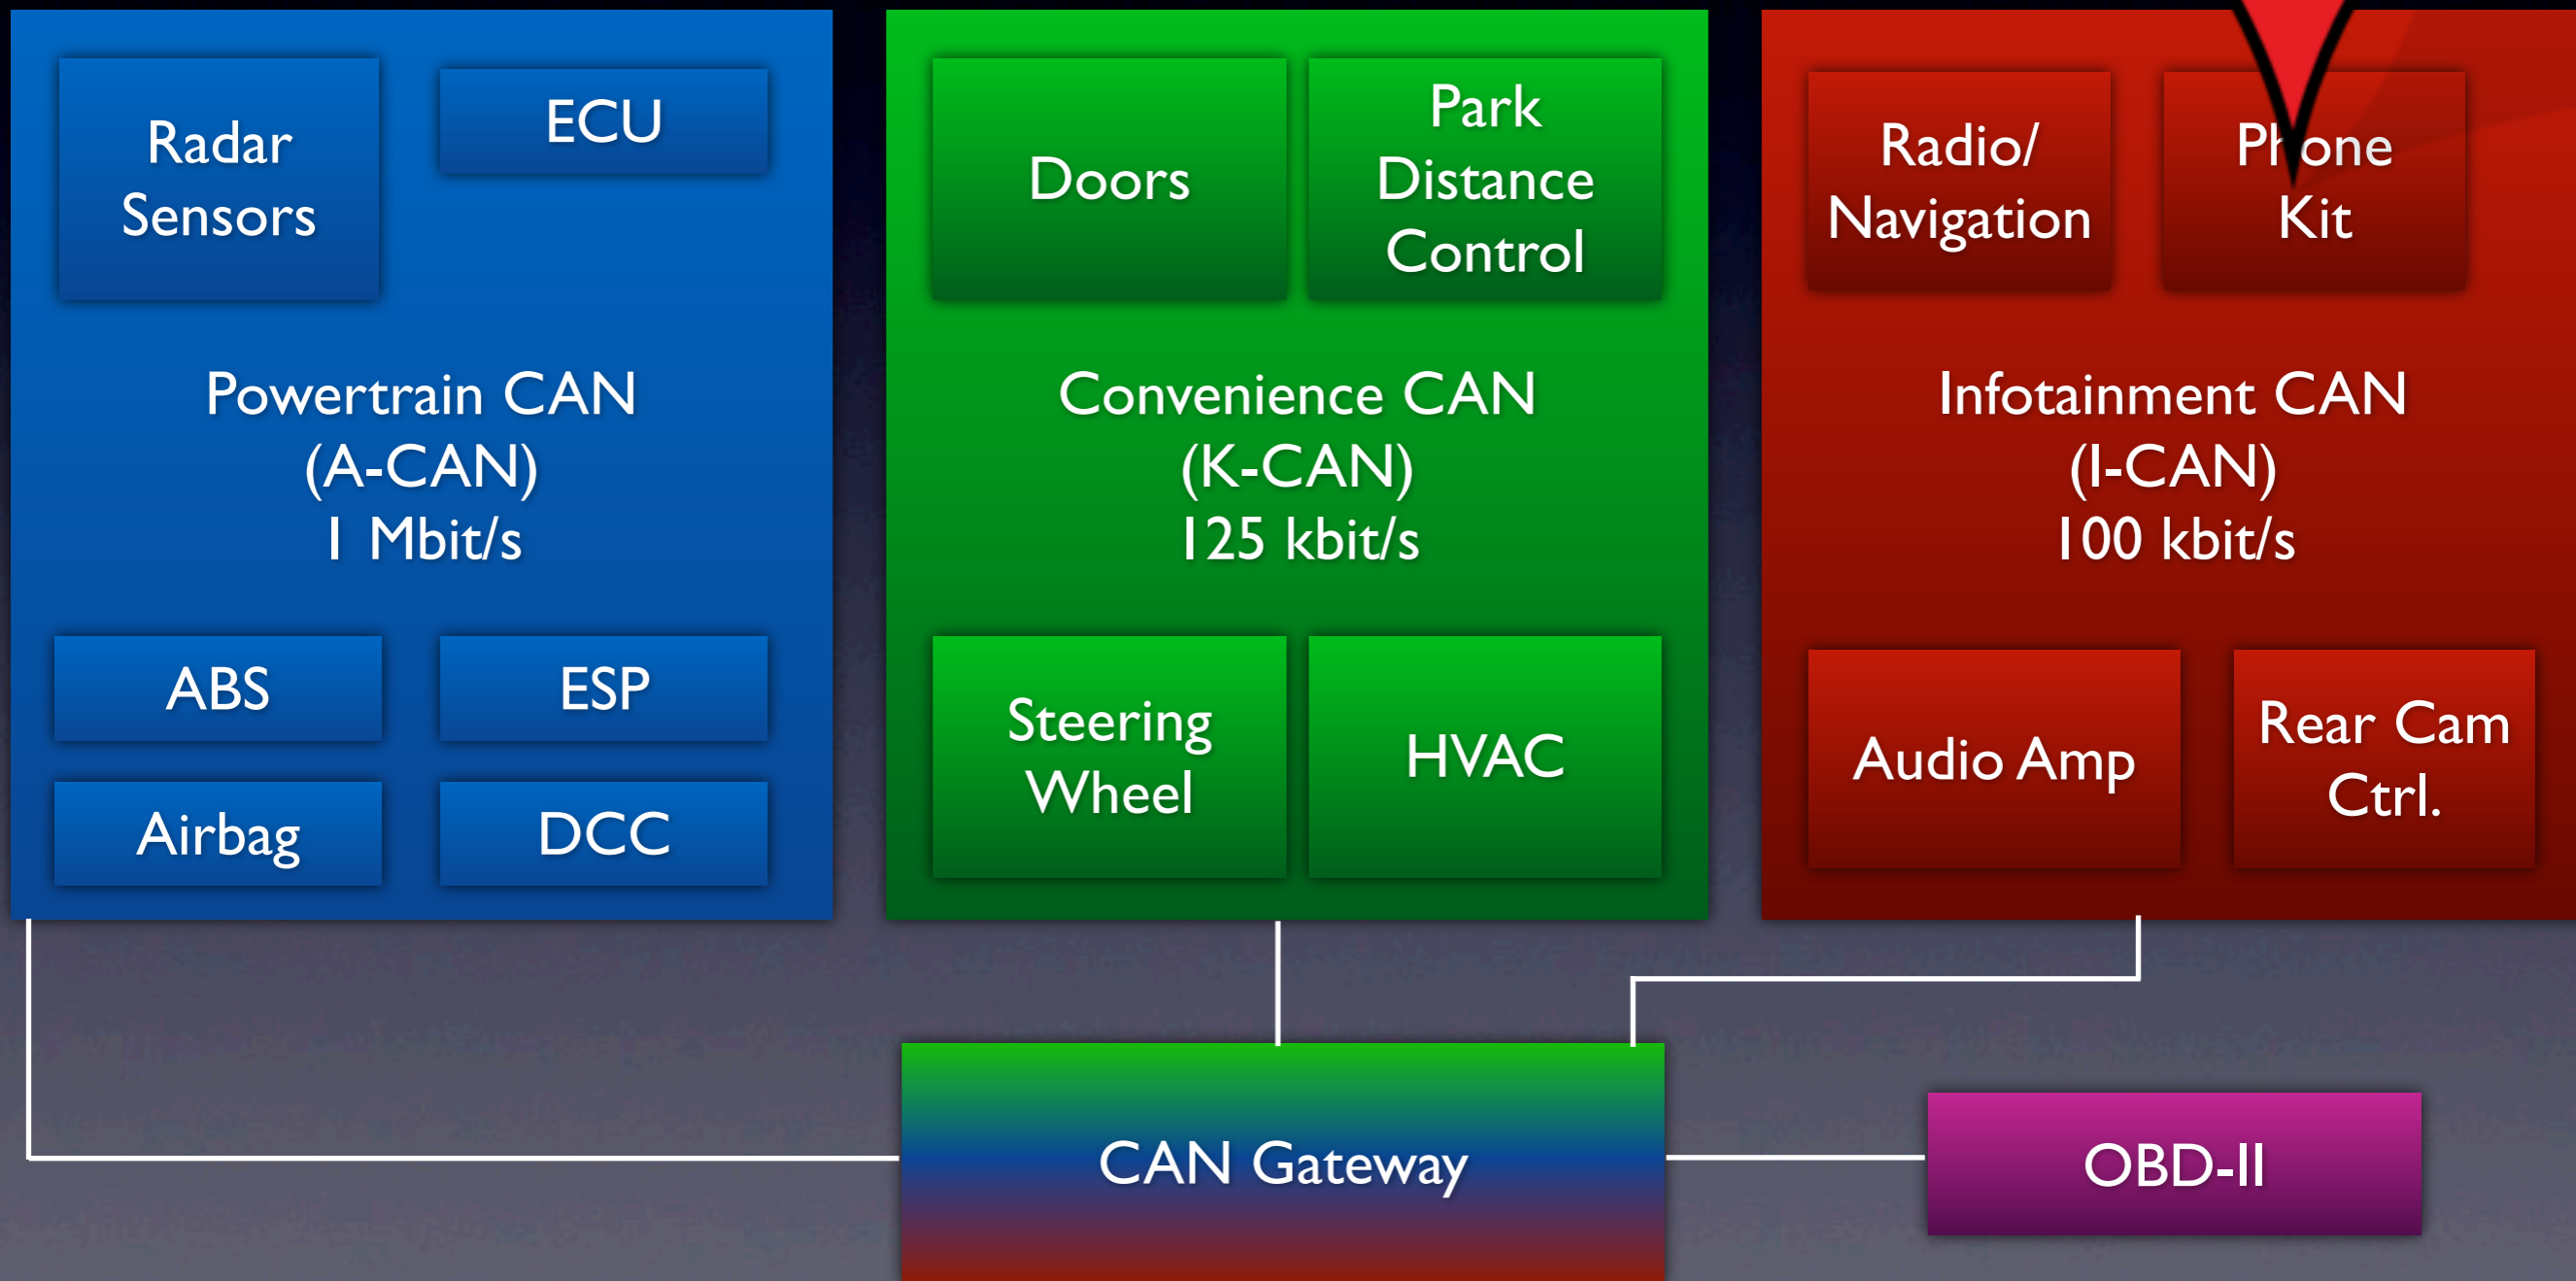 Radar
Sensors
ECU
Powertrain CAN
(A-CAN)
1 Mbit/s
ABS
ESP
Airbag
DCC
Doors
Park
Distance
Control
Convenience CAN
(K-CAN)
125 kbit/s
Steering
Wheel
HVAC
Radio/
Navigation
Phone
Kit
Infotainment CAN
(I-CAN)
100 kbit/s
Audio Amp
Rear Cam
Ctrl.
CAN Gateway
OBD-II